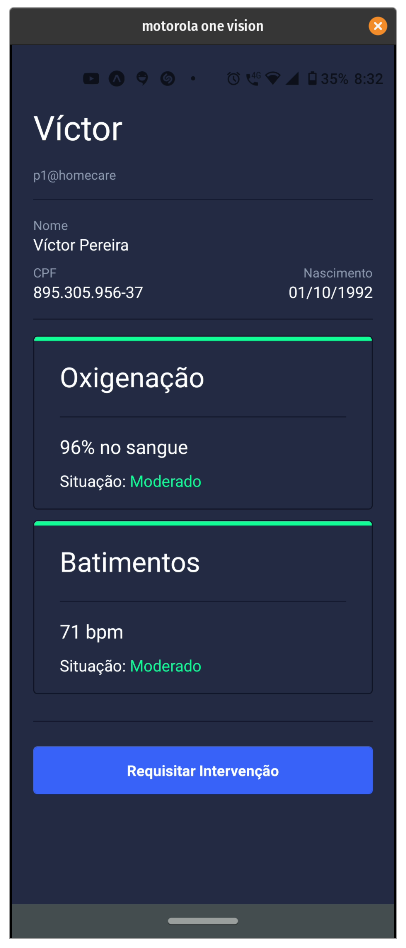 motorola one vision
4G 35% 8:32
Víctor
p1@homecare
Nome
Víctor Pereira
CPF Nascimento
895.305.956-37 01/10/1992
Oxigenação
96% no sangue
Situação: Moderado
Batimentos
71 bpm
Situação: Moderado
Requisitar Intervenção